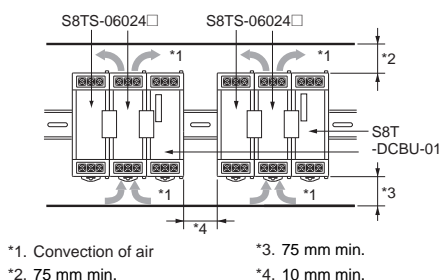 S8TS-06024□ S8TS-06024□
*1 *1
*2
S8T
-DCBU-01
*1 *1
*3
*4
*1. Convection of air
*2. 75 mm min.
*3. 75 mm min.
*4. 10 mm min.